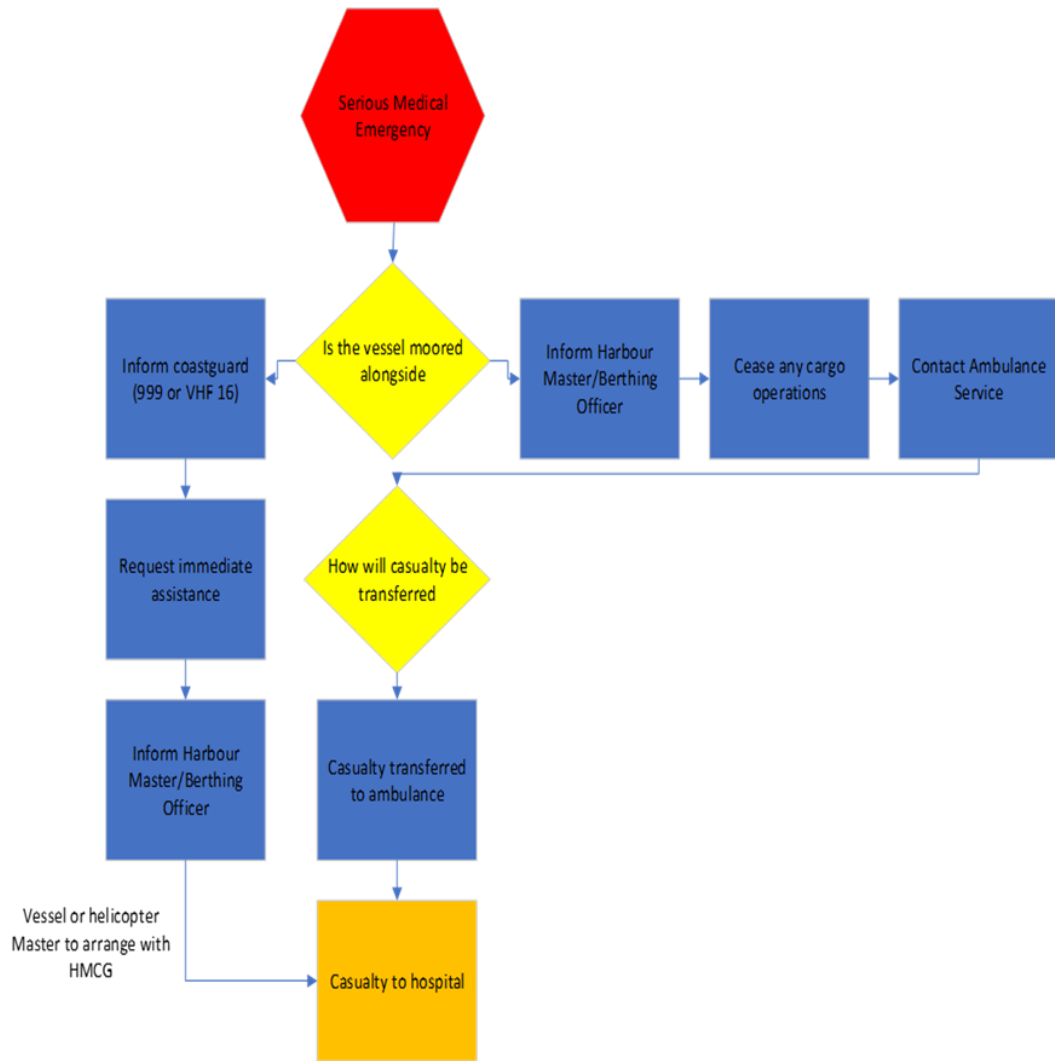 Serious Medical
Emergency
Is the vessel moored
alongside
Inform coastguard
(999 or VHF 16)
Inform Harbour
Master/Berthing
Officer
Cease any cargo
operations
Contact Ambulance
Service
Request immediate
assistance
How will casualty be
transferred
Inform Harbour
Master/Berthing
Officer
Casualty transferred
to ambulance
Vessel or helicopter
Master to arrange with
HMCG
Casualty to hospital